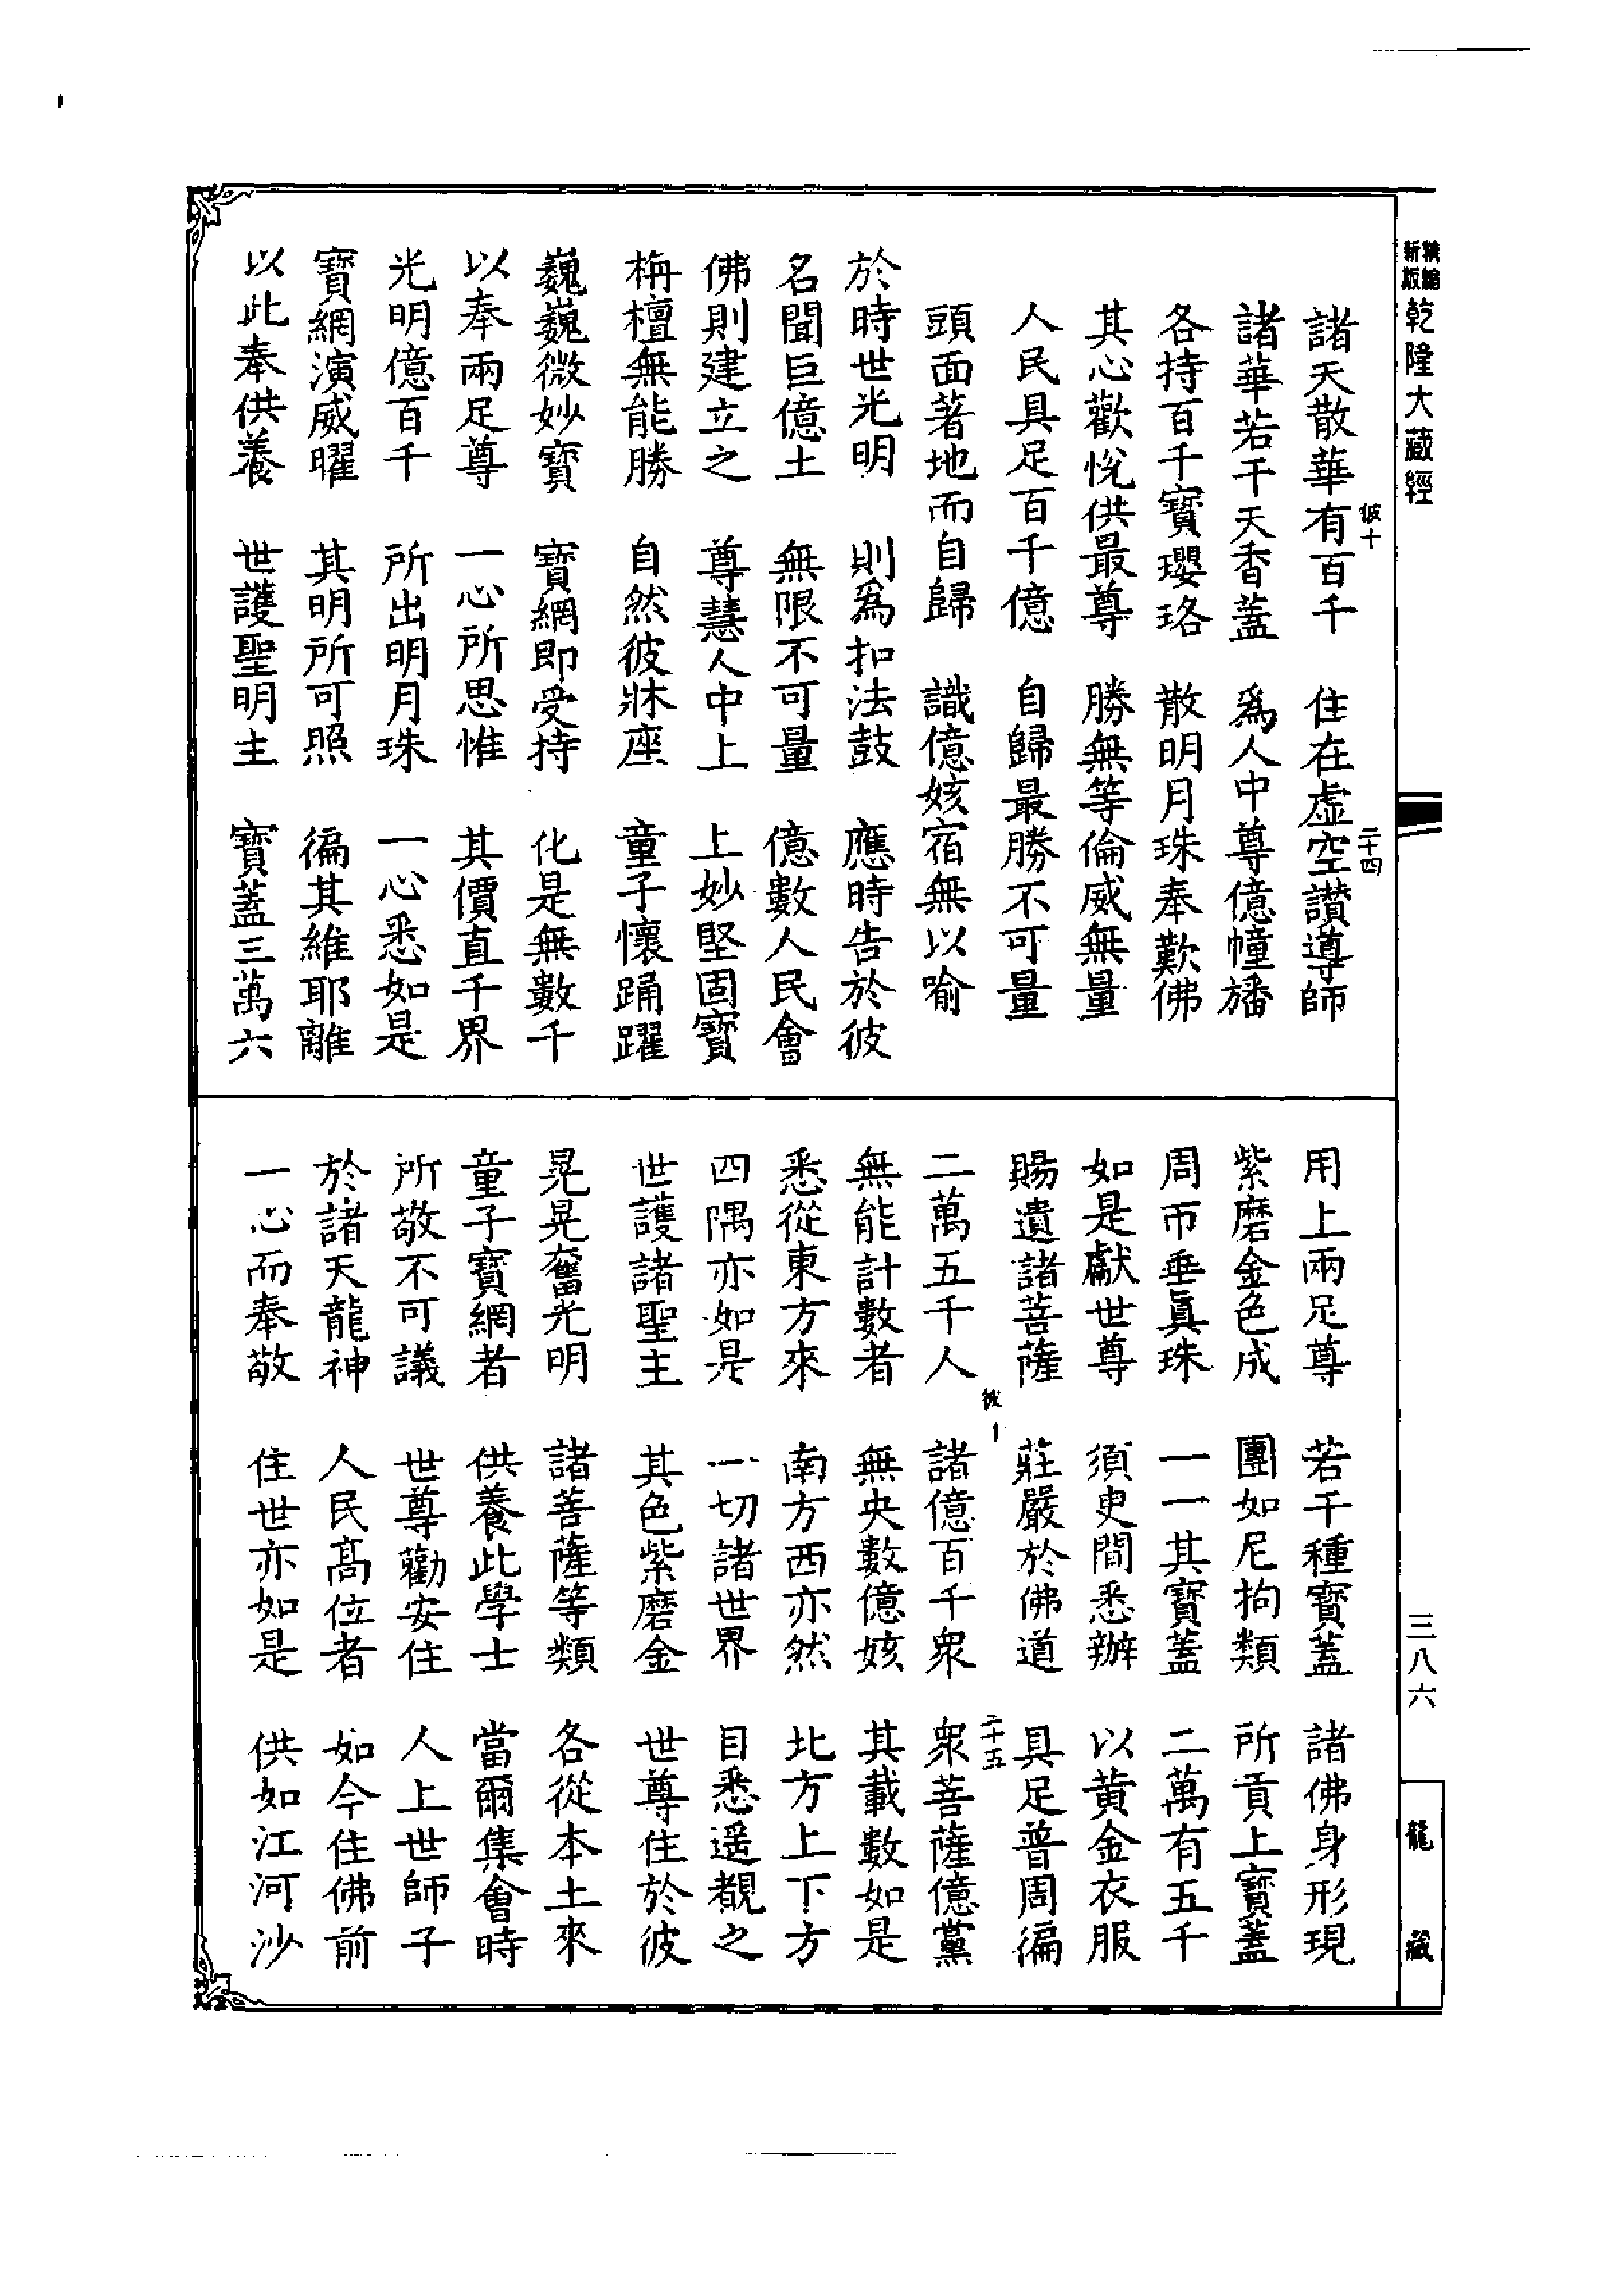 精編新版乾隆大藏經
諸天散華有百千　住在虛空讚導師
彼十
二十四
諸華若干天香蓋　爲人中尊億幢旛
各持百千寶瓔珞　散明月珠奉歎佛
其心歡悅供最尊　勝無等倫威無量
人民具足百千億　自歸最勝不可量
頭面著地而自歸　識億姟宿無以喻
於時世光明　則爲扣法鼓　應時告於彼
名聞巨億土　無限不可量　億數人民會
佛則建立之　尊慧人中上　上妙堅固寶
栴檀無能勝　自然彼牀座　童子懷踊躍
巍巍微妙寶　寶網即受持　化是無數千
以奉兩足尊　一心所思惟　其價直千界
光明億百千　所出明月珠　一心悉如是
寶網演威曜　其明所可照　徧其維耶離
以此奉供養　世護聖明主　寶蓋三萬六
用上兩足尊　若干種寶蓋　諸佛身形現
紫磨金色成　團如尼拘類　所貢上寶蓋
周帀垂眞珠　一一其寶蓋　二萬有五千
如是獻世尊　須臾間悉辦　以黄金衣服
賜遺諸菩薩　莊嚴於佛道　具足普周徧
彼
二十五
二萬五千人　諸億百千衆　衆菩薩億黨
無能計數者　無央數億姟　其載數如是
悉從東方來　南方西亦然　北方上下方
四隅亦如是　一切諸世界　目悉遥覩之
世護諸聖主　其色紫磨金　世尊住於彼
晃晃奮光明　諸菩薩等類　各從本土來
童子寶網者　供養此學士　當爾集會時
所敬不可議　世尊勸安住　人上世師子
於諸天龍神　人民高位者　如今住佛前
一心而奉敬　住世亦如是　供如江河沙
三八六
龍藏